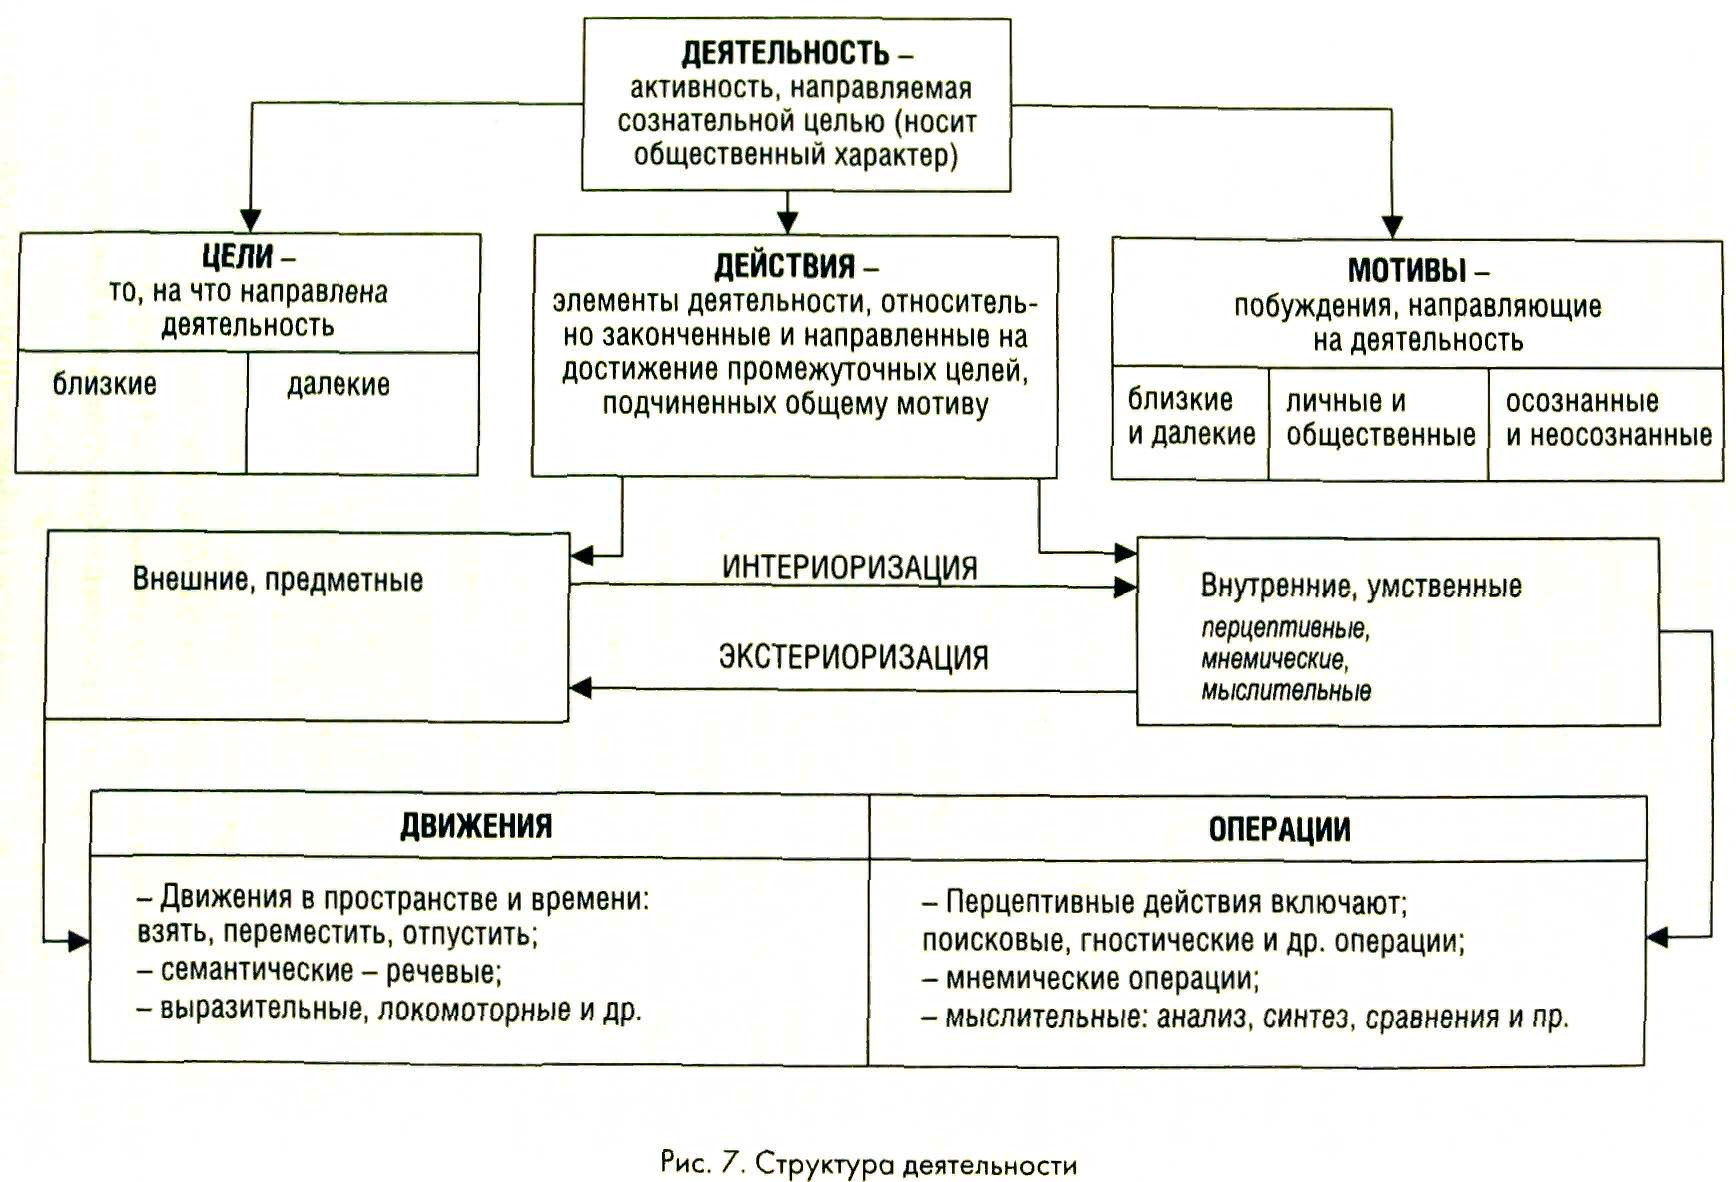 ДЕЯТЕЛЬНОСТЬ –
активность, направляемая
сознательной целью (носит
общественный характер)
ЦЕЛИ –
то, на что направлена
деятельность
близкие
далекие
ДЕЙСТВИЯ –
элементы деятельности, относитель-
но законченные и направленные на
достижение промежуточных целей,
подчиненных общему мотиву
МОТИВЫ –
побуждения, направляющие
на деятельность
близкие
и далекие
личные и
общественные
осознанные
и неосознанные
Внешние, предметные
ИНТЕРИОРИЗАЦИЯ
ЭКСТЕРИОРИЗАЦИЯ
Внутренние, умственные
перцептивные,
мнемические,
мыслительные
ДВИЖЕНИЯ
– Движения в пространстве и времени:
взять, переместить, отпустить;
– семантические – речевые;
– выразительные, локомоторные и др.
ОПЕРАЦИИ
– Перцептивные действия включают;
поисковые, гностические и др. операции;
– мнемические операции;
– мыслительные: анализ, синтез, сравнения и пр.
Рис. 7. Структура деятельности